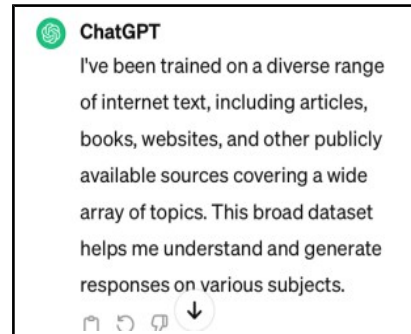 ChatGPT
I've been trained on a diverse range
of internet text, including articles,
books, websites, and other publicly
available sources covering a wide
array of topics. This broad dataset
helps me understand and generate
responses on various subjects.